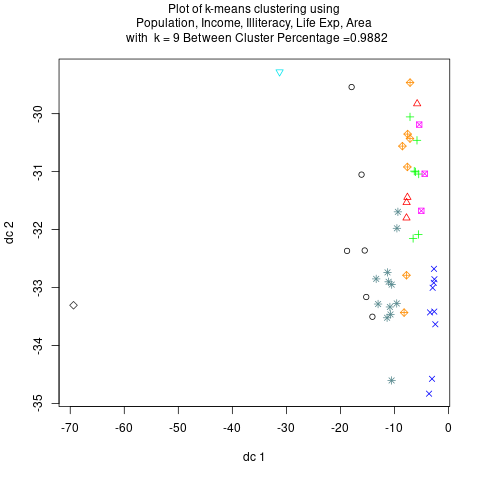 Plot of k-means clustering using
Population, Income, Illiteracy, Life Exp, Area
with k = 9 Between Cluster Percentage =0.9882
-30
-31
-32
-33
-34
-35
dc 2
-70 -60 -50 -40 -30 -20 -10 0
dc 1